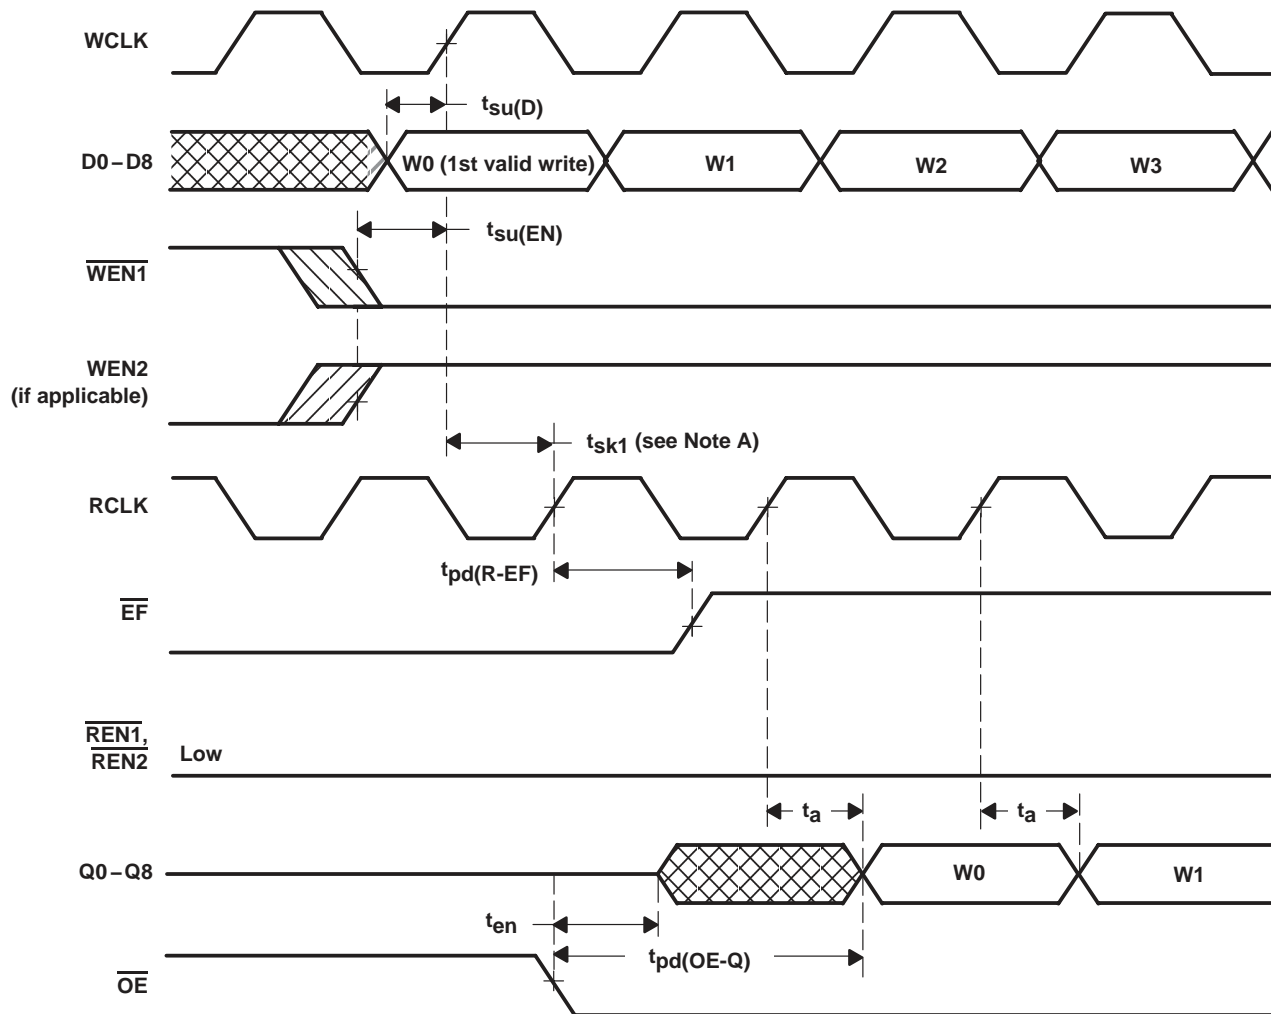 WCLK
tsu(D)
D0–D8
W0 (1st valid write)
W1
W2
W3
tsu(EN)
WEN1
WEN2
(if applicable)
tsk1 (see Note A)
RCLK
tpd(R-EF)
EF
REN1,
REN2
Low
ta
ta
Q0–Q8
W0
W1
ten
tpd(OE-Q)
OE